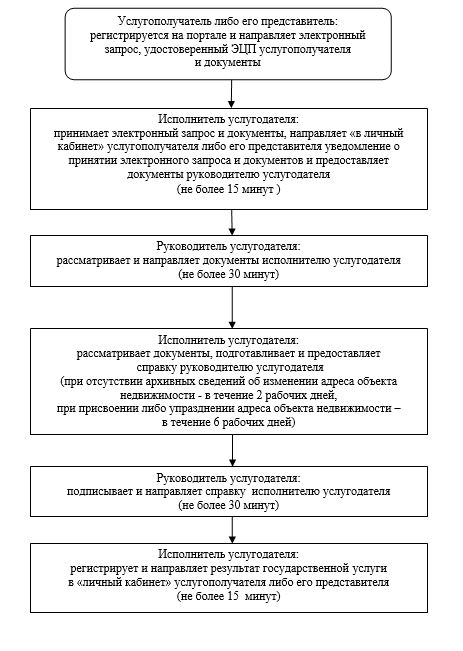 Услугополучатель либо его представитель:
регистрируется на портале и направляет электронный
запрос, удостоверенный ЭЦП услугополучателя
и документы
Исполнитель услугодателя:
принимает электронный запрос и документы, направляет «в личный
кабинет» услугополучателя либо его представителя уведомление о
принятии электронного запроса и документов и предоставляет
документы руководителю услугодателя
(не более 15 минут )
Руководитель услугодателя:
рассматривает и направляет документы исполнителю услугодателя
(не более 30 минут)
Исполнитель услугодателя:
рассматривает документы, подготавливает и предоставляет
справку руководителю услугодателя
(при отсутствии архивных сведений об изменении адреса объекта
недвижимости - в течение 2 рабочих дней,
при присвоении либо упразднении адреса объекта недвижимости –
в течение 6 рабочих дней)
Руководитель услугодателя:
подписывает и направляет справку исполнителю услугодателя
(не более 30 минут)
Исполнитель услугодателя:
регистрирует и направляет результат государственной услуги
в «личный кабинет» услугополучателя либо его представителя
(не более 15 минут)